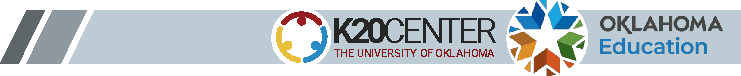 K20CENTER
THE UNIVERSITY OF OKLAHOMA
OKLAHOMA
Education